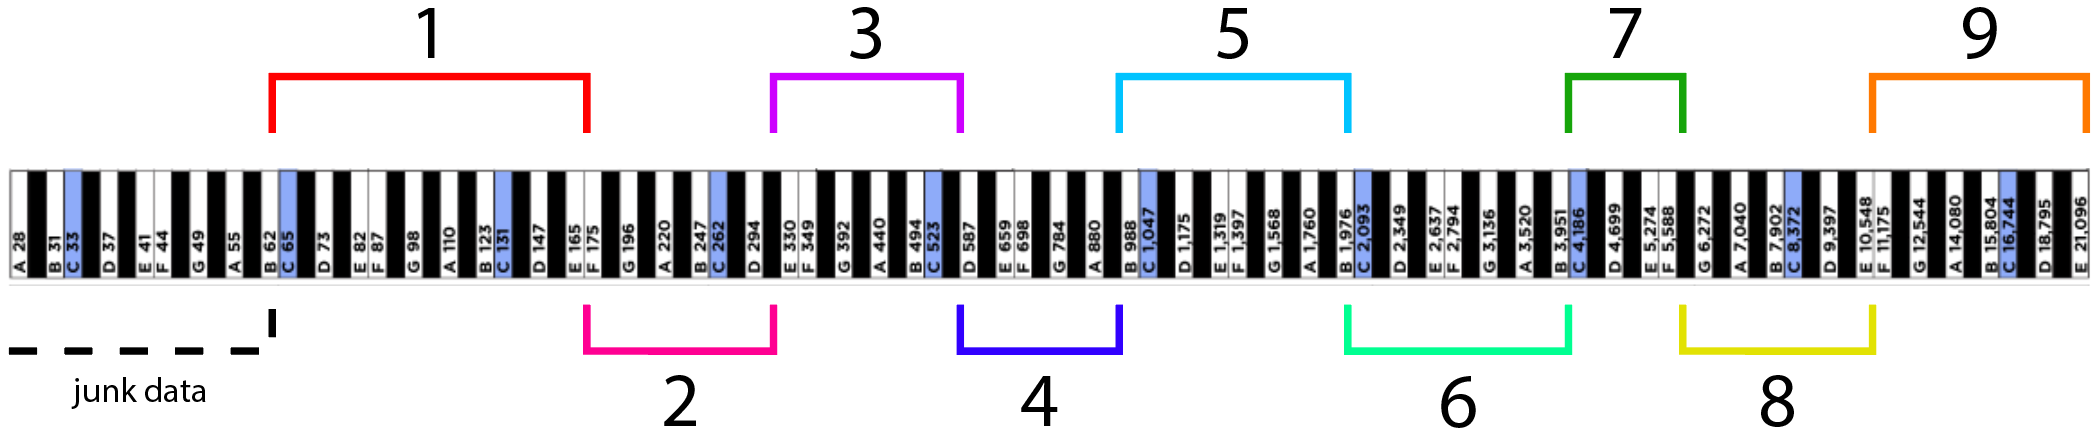 1 3 5 7 9
A 28 B 31 C 33 D 37 E 41 F 44 G 49 A 55 B 62 C 65 D 73 E 82 F 87 G 98 A 110 B 123 C 131 D 147 E 165 F 175 G 196 A 220 B 247 C 262 D 294 E 330 F 349 G 392 A 440 B 494 C 523 D 587 E 659 F 698 G 784 A 880 B 988 C 1,047 D 1,175 E 1,319 F 1,397 G 1,568 A 1,760 B 1,976 C 2,093 D 2,349 E 2,637 F 2,794 G 3,136 A 3,520 B 3,951 C 4,186 D 4,699 E 5,274 F 5,588 G 6,272 A 7,040 B 7,902 C 8,372 D 9,397 E 10,548 F 11,175 G 12,544 A 14,080 B 15,804 C 16,744 D 18,795 E 21,096
junk data 2 4 6 8